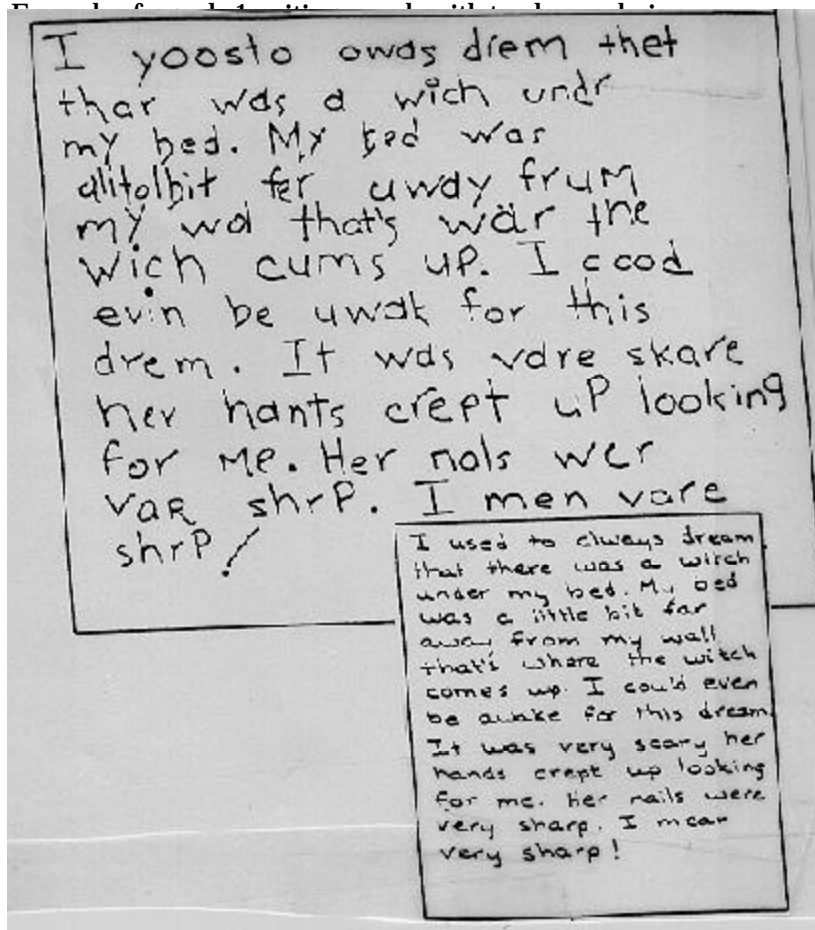 I yoosto owas drem thet
thar was a wich undr
my bed. My bed was
alitolbit fer uway frum
my wol that's wär the
wich cums up. I cood
evin be uwak for this
drem. It was vare skare
her hants crept up looking
for me. Her nals wer
vaR shrp. I men vare
shrp!
I used to always dream
that there was a witch
under my bed. My bed
was a little bit far
away from my wall
that's where the witch
comes up. I could even
be awake for this dream.
It was very scary her
hands crept up looking
for me. Her nails were
very sharp. I mean
very sharp!